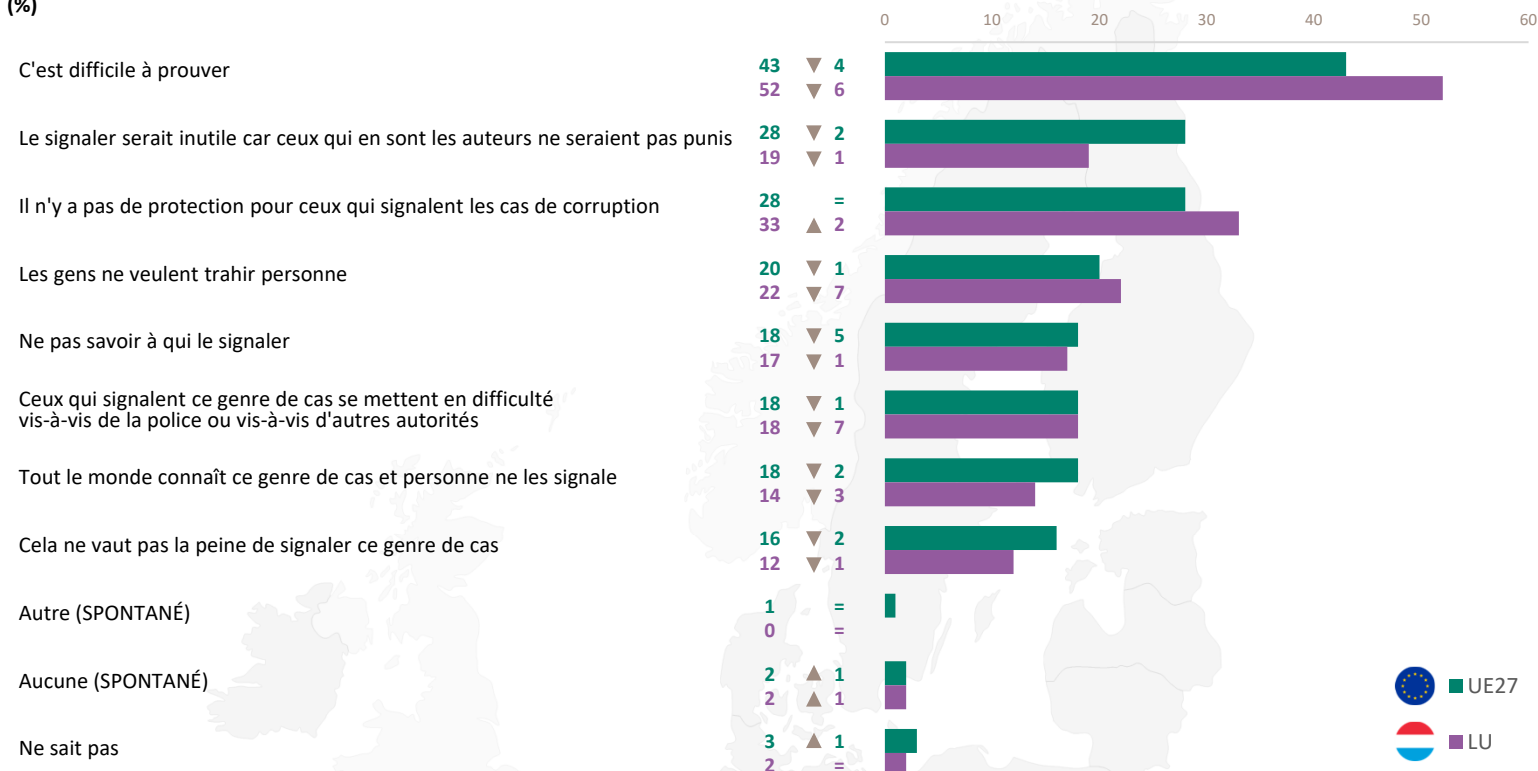 (%)
0 10 20 30 40 50 60
C'est difficile à prouver
43 ▼ 4
52 ▼ 6
Le signaler serait inutile car ceux qui en sont les auteurs ne seraient pas punis
28 ▼ 2
19 ▼ 1
Il n'y a pas de protection pour ceux qui signalent les cas de corruption
28 =
33 ▲ 2
Les gens ne veulent trahir personne
20 ▼ 1
22 ▼ 7
Ne pas savoir à qui le signaler
18 ▼ 5
17 ▼ 1
Ceux qui signalent ce genre de cas se mettent en difficulté
vis-à-vis de la police ou vis-à-vis d'autres autorités
18 ▼ 1
18 ▼ 7
Tout le monde connaît ce genre de cas et personne ne les signale
18 ▼ 2
14 ▼ 3
Cela ne vaut pas la peine de signaler ce genre de cas
16 ▼ 2
12 ▼ 1
Autre (SPONTANÉ)
1 =
0 =
Aucune (SPONTANÉ)
2 ▲ 1
2 ▲ 1
Ne sait pas
3 ▲ 1
2 =
UE27
LU